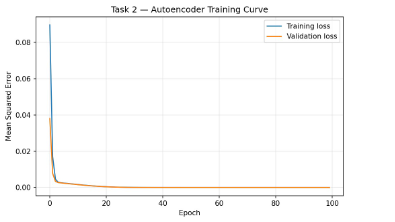 Task 2 — Autoencoder Training Curve
Training loss
Validation loss
Mean Squared Error
0.08
0.06
0.04
0.02
0.00
0 20 40 60 80 100
Epoch